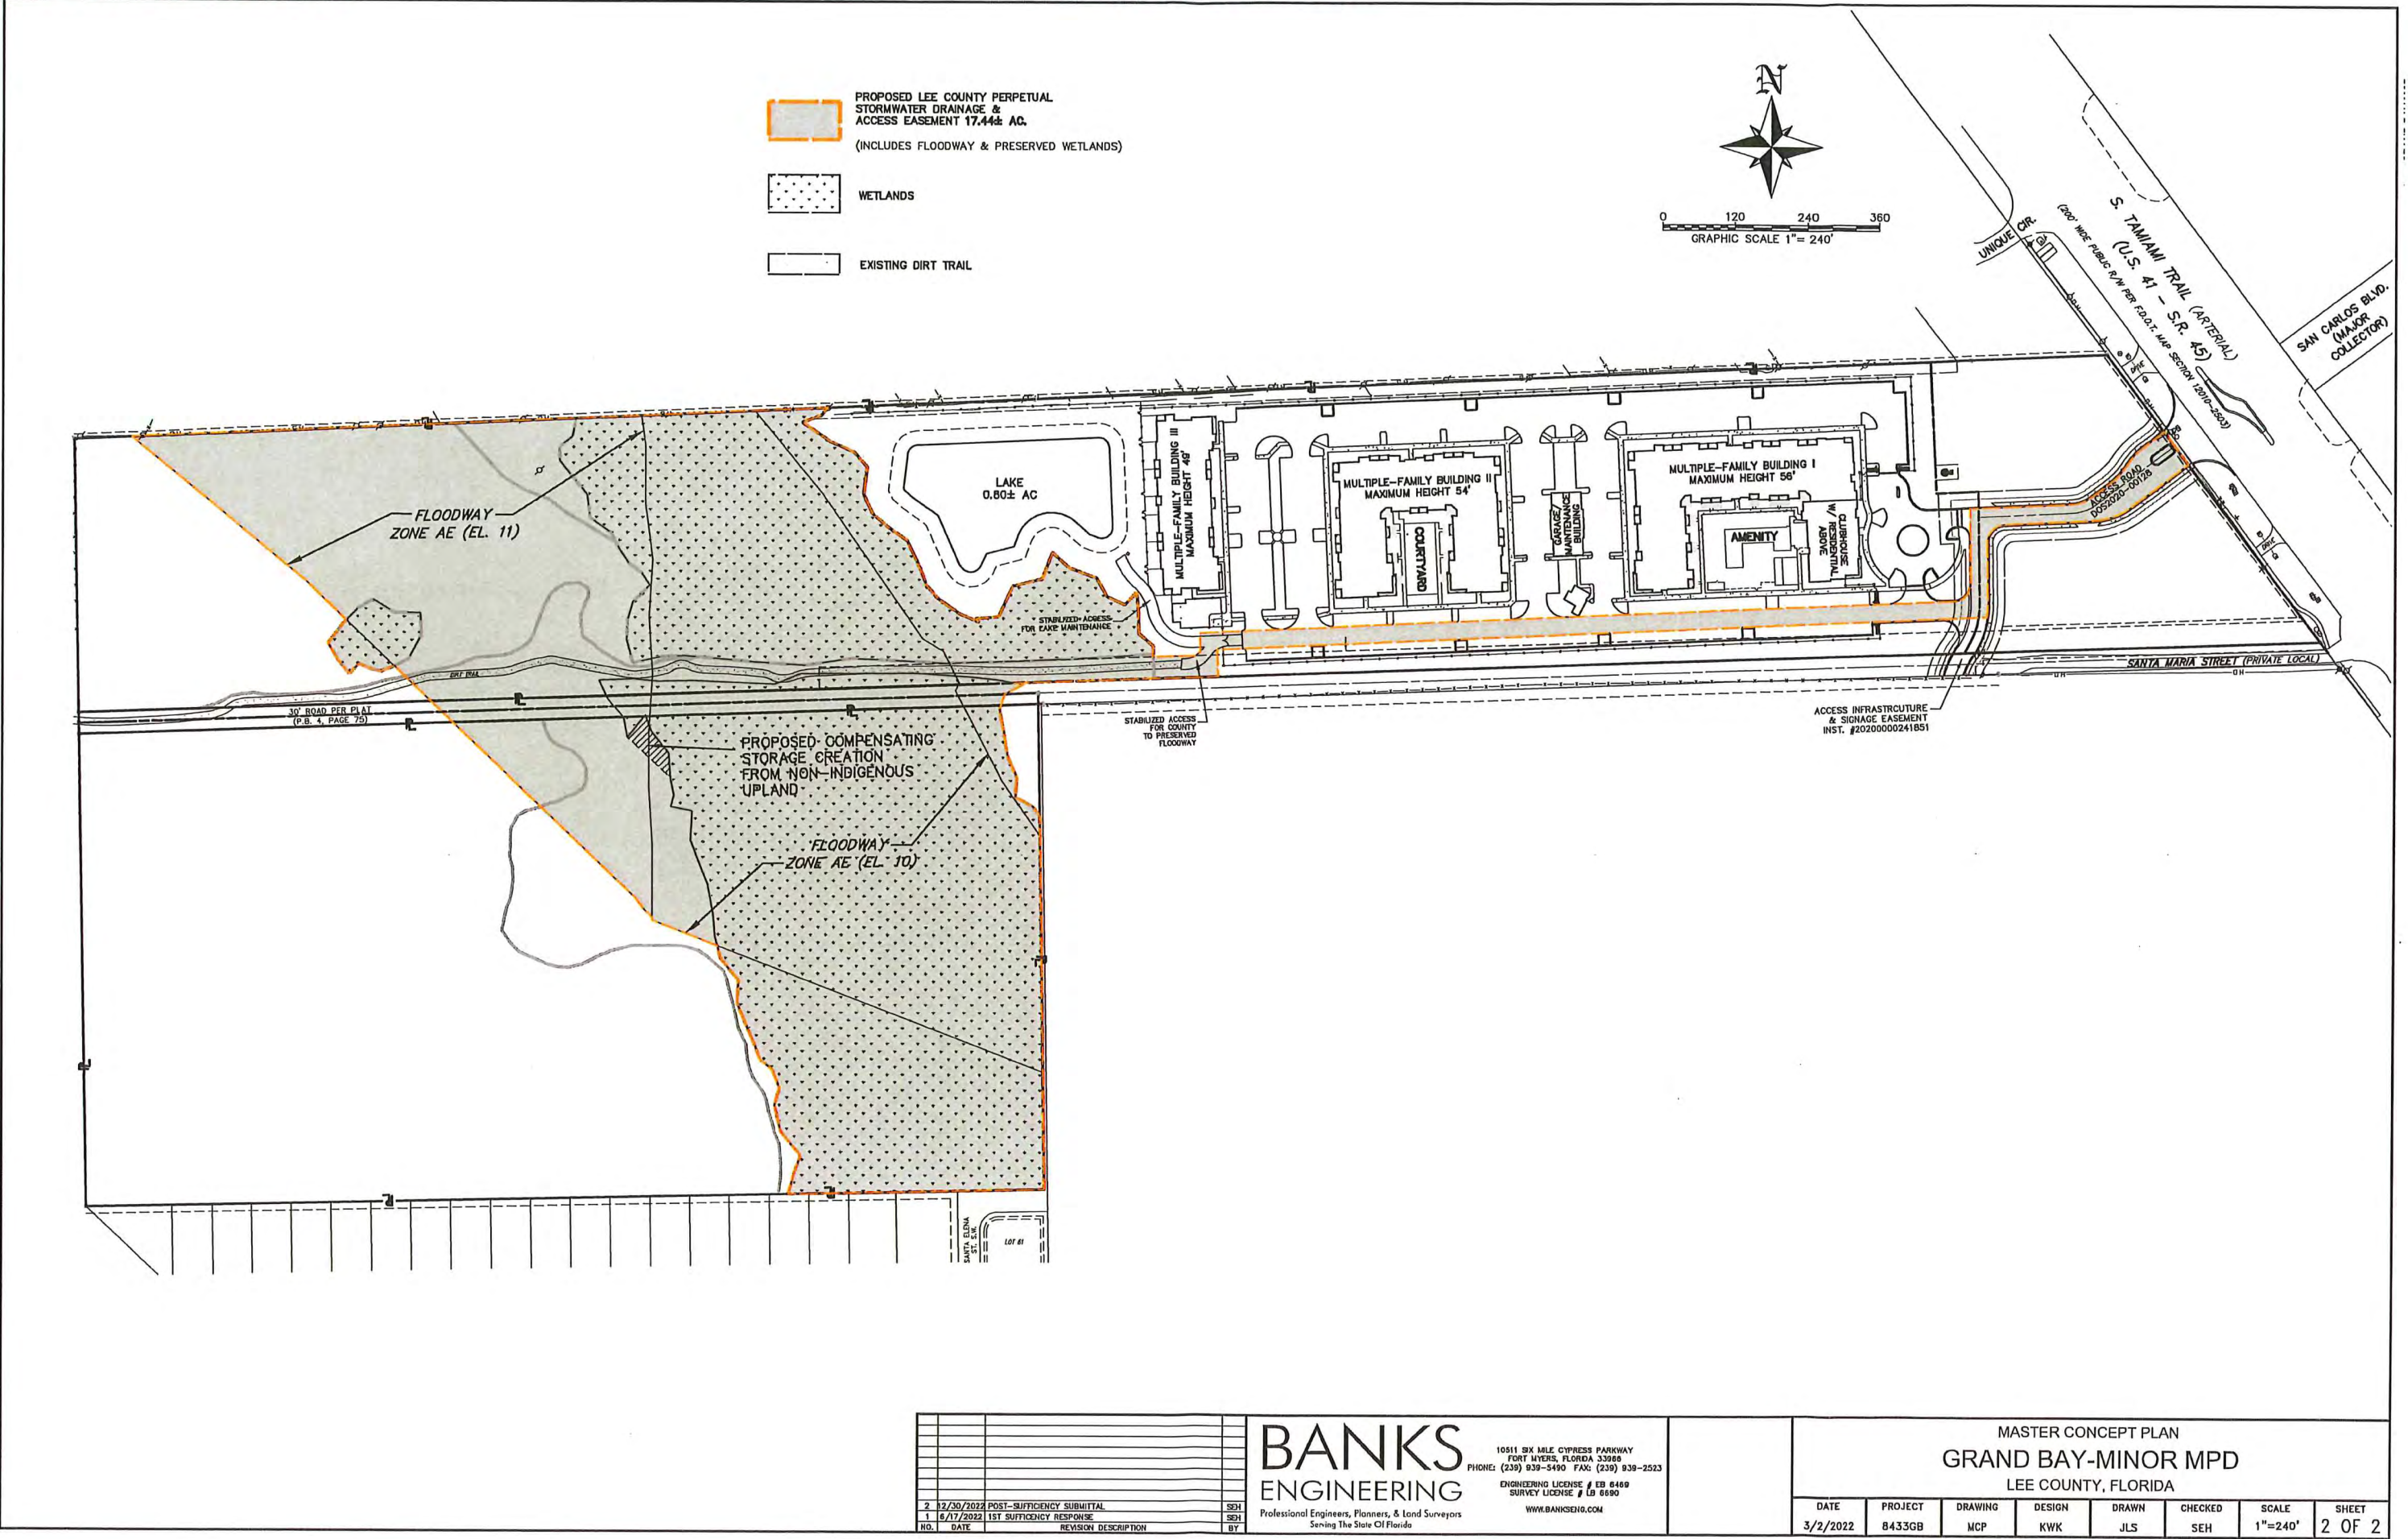 PROPOSED LEE COUNTY PERPETUAL
STORMWATER DRAINAGE &
ACCESS EASEMENT 17.44± AC.
(INCLUDES FLOODWAY & PRESERVED WETLANDS)
WETLANDS
EXISTING DIRT TRAIL
N
0 120 240 360
GRAPHIC SCALE 1"= 240'
UNIQUE CIR.
S. TAMIAMI TRAIL (ARTERIAL)
(U.S. 41 - S.R. 45)
(200' WIDE PUBLIC R/W PER F.D.O.T. MAP SECTION 12010-2503)
SAN CARLOS BLVD.
(MAJOR
COLLECTOR)
FLOODWAY
ZONE AE (EL. 11)
LAKE
0.80± AC
MULTIPLE-FAMILY BUILDING III
MAXIMUM HEIGHT 49'
MULTIPLE-FAMILY BUILDING II
MAXIMUM HEIGHT 54'
COURTYARD
GARAGE/
MAINTENANCE
BUILDING
MULTIPLE-FAMILY BUILDING I
MAXIMUM HEIGHT 56'
AMENITY
CLUBHOUSE
W/ RESIDENTIAL
ABOVE
ACCESS ROAD
DOS2020-00128
STABILIZED ACCESS
FOR LAKE MAINTENANCE
DIRT TRAIL
30' ROAD PER PLAT
(P.B. 4, PAGE 75)
SANTA MARIA STREET (PRIVATE LOCAL)
OH
OH
STABILIZED ACCESS
FOR COUNTY
TO PRESERVED
FLOODWAY
ACCESS INFRASTRCUTURE
& SIGNAGE EASEMENT
INST. #20200000241851
PROPOSED COMPENSATING
STORAGE CREATION
FROM NON-INDIGENOUS
UPLAND
FLOODWAY
ZONE AE (EL. 10)
SANTA ELENA
ST. S.W.
LOT 61
2 12/30/2022 POST-SUFFICIENCY SUBMITTAL SEH
1 6/17/2022 1ST SUFFICENCY RESPONSE SEH
NO. DATE REVISION DESCRIPTION BY
BANKS
ENGINEERING
Professional Engineers, Planners, & Land Surveyors
Serving The State Of Florida
10511 SIX MILE CYPRESS PARKWAY
FORT MYERS, FLORIDA 33966
PHONE: (239) 939-5490 FAX: (239) 939-2523
ENGINEERING LICENSE # EB 6469
SURVEY LICENSE # LB 6690
WWW.BANKSENG.COM
MASTER CONCEPT PLAN
GRAND BAY-MINOR MPD
LEE COUNTY, FLORIDA
DATE PROJECT DRAWING DESIGN DRAWN CHECKED SCALE SHEET
3/2/2022 8433GB MCP KWK JLS SEH 1"=240' 2 OF 2